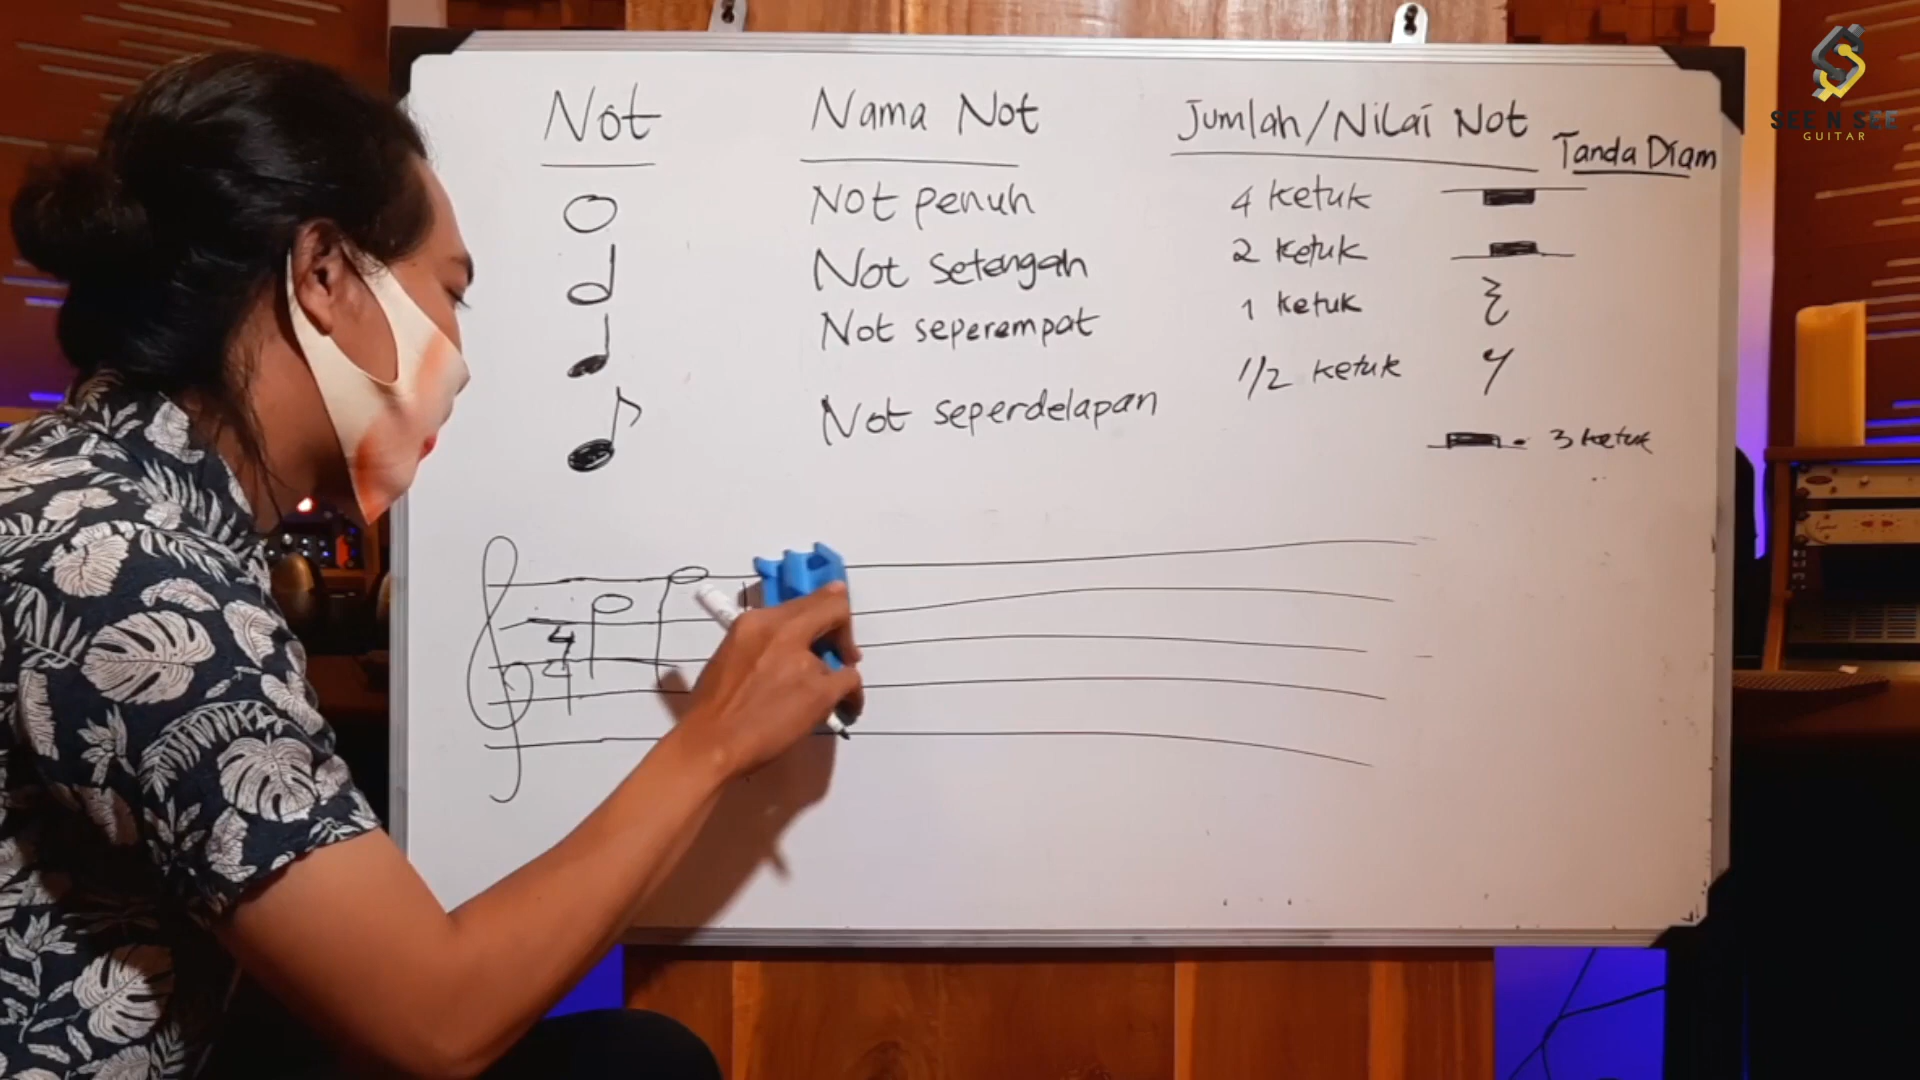 Not Nama Not Jumlah/Nilai Not Tanda Diam
Not penuh 4 ketuk
Not setengah 2 ketuk
Not seperempat 1 ketuk
Not seperdelapan 1/2 ketuk
3 ketuk
4
4
SEE N SEE
GUITAR